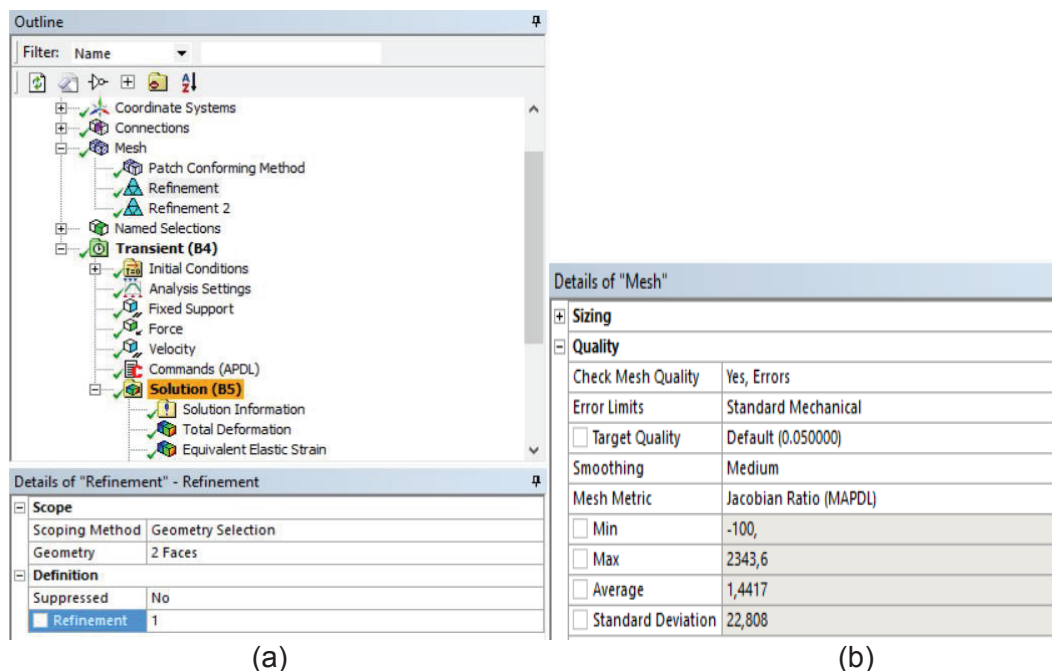 Outline
Filter: Name
Coordinate Systems
Connections
Mesh
Patch Conforming Method
Refinement
Refinement 2
Named Selections
Transient (B4)
Initial Conditions
Analysis Settings
Fixed Support
Force
Velocity
Commands (APDL)
Solution (B5)
Solution Information
Total Deformation
Equivalent Elastic Strain
Details of "Refinement" - Refinement
Scope
Scoping Method Geometry Selection
Geometry 2 Faces
Definition
Suppressed No
Refinement 1
(a)
Details of "Mesh"
Sizing
Quality
Check Mesh Quality Yes, Errors
Error Limits Standard Mechanical
Target Quality Default (0.050000)
Smoothing Medium
Mesh Metric Jacobian Ratio (MAPDL)
Min -100,
Max 2343,6
Average 1,4417
Standard Deviation 22,808
(b)